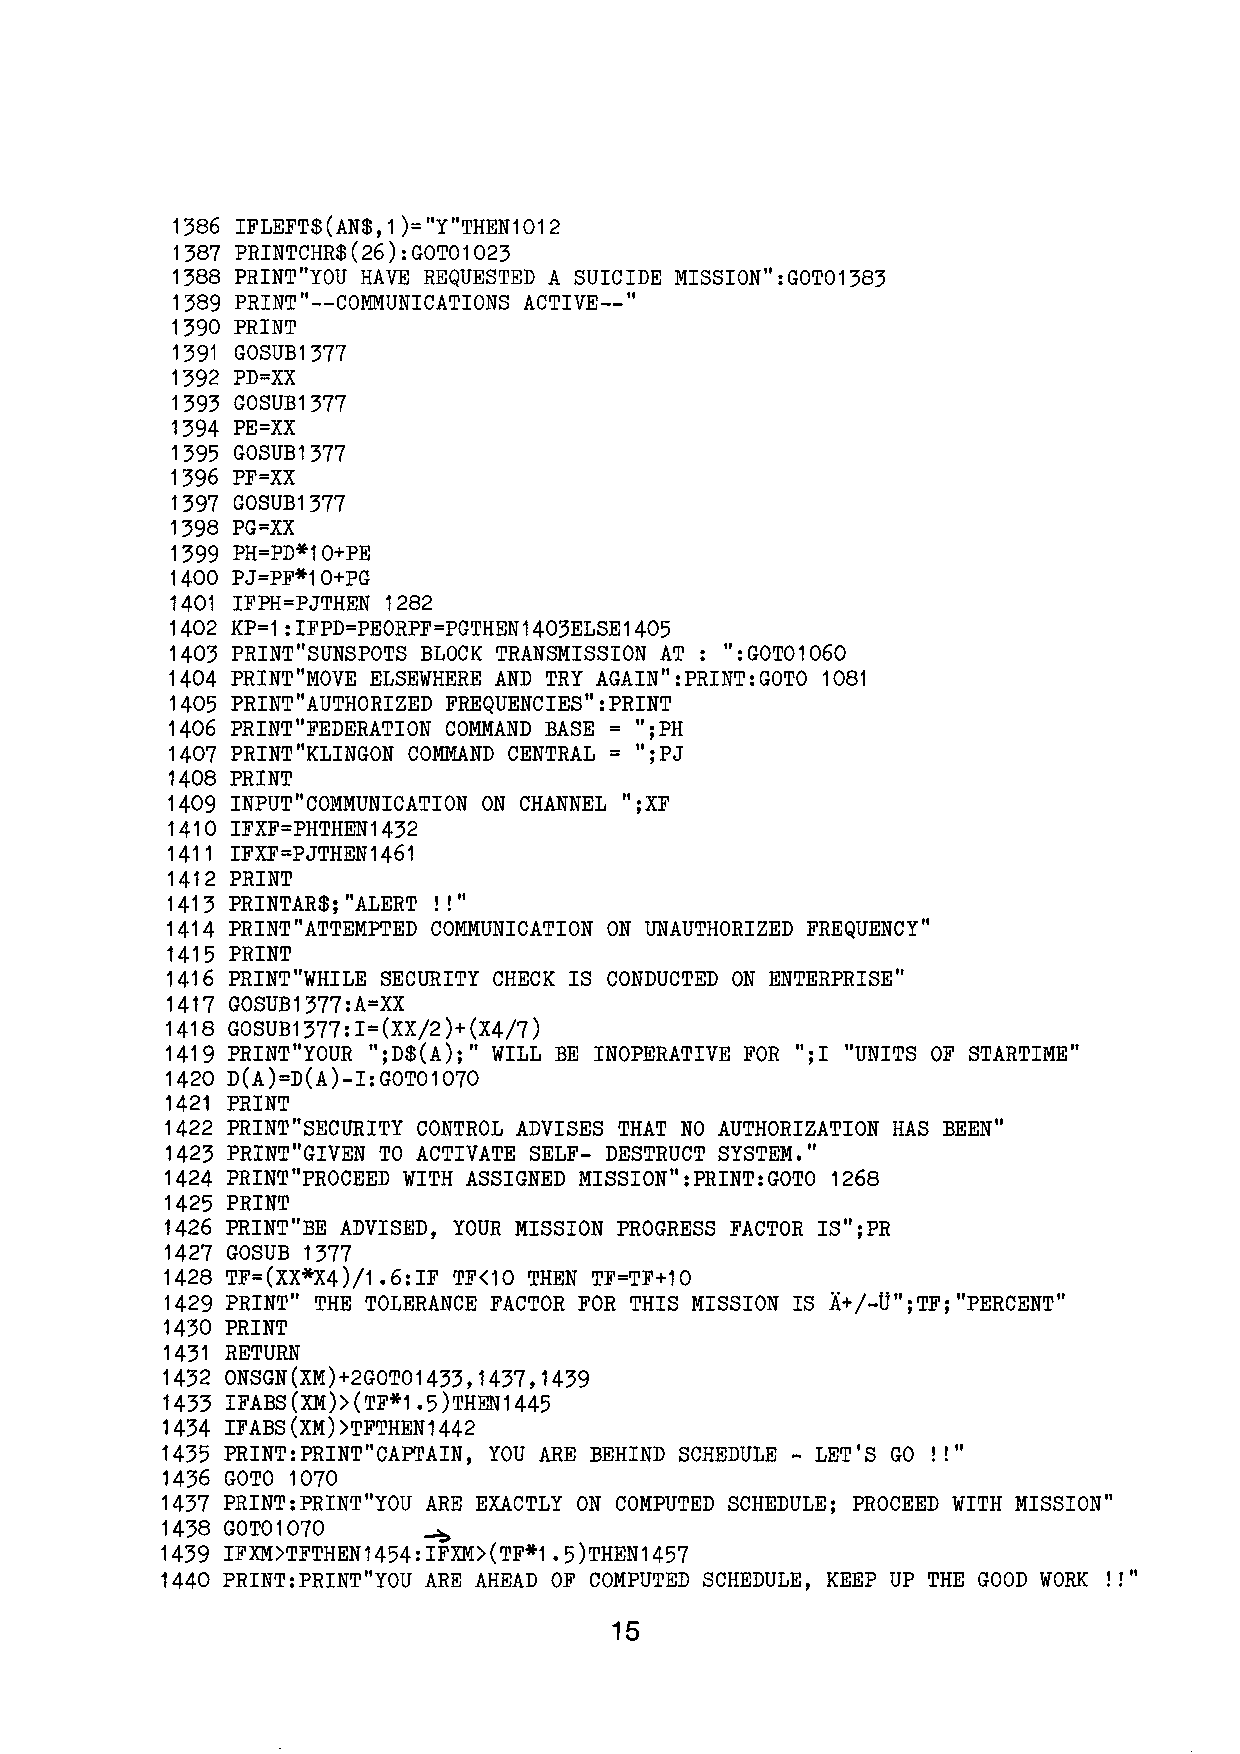 1386 IFLEFT$(AN$,1)="Y"THEN1012
1387 PRINTCHR$(26):GOTO1023
1388 PRINT"YOU HAVE REQUESTED A SUICIDE MISSION":GOTO1383
1389 PRINT"--COMMUNICATIONS ACTIVE--"
1390 PRINT
1391 GOSUB1377
1392 PD=XX
1393 GOSUB1377
1394 PE=XX
1395 GOSUB1377
1396 PF=XX
1397 GOSUB1377
1398 PG=XX
1399 PH=PD*10+PE
1400 PJ=PF*10+PG
1401 IFPH=PJTHEN 1282
1402 KP=1:IFPD=PEORPF=PGTHEN1403ELSE1405
1403 PRINT"SUNSPOTS BLOCK TRANSMISSION AT : ":GOTO1060
1404 PRINT"MOVE ELSEWHERE AND TRY AGAIN":PRINT:GOTO 1081
1405 PRINT"AUTHORIZED FREQUENCIES":PRINT
1406 PRINT"FEDERATION COMMAND BASE = ";PH
1407 PRINT"KLINGON COMMAND CENTRAL = ";PJ
1408 PRINT
1409 INPUT"COMMUNICATION ON CHANNEL ";XF
1410 IFXF=PHTHEN1432
1411 IFXF=PJTHEN1461
1412 PRINT
1413 PRINTAR$;"ALERT !!"
1414 PRINT"ATTEMPTED COMMUNICATION ON UNAUTHORIZED FREQUENCY"
1415 PRINT
1416 PRINT"WHILE SECURITY CHECK IS CONDUCTED ON ENTERPRISE"
1417 GOSUB1377:A=XX
1418 GOSUB1377:I=(XX/2)+(X4/7)
1419 PRINT"YOUR ";D$(A);" WILL BE INOPERATIVE FOR ";I "UNITS OF STARTIME"
1420 D(A)=D(A)-I:GOTO1070
1421 PRINT
1422 PRINT"SECURITY CONTROL ADVISES THAT NO AUTHORIZATION HAS BEEN"
1423 PRINT"GIVEN TO ACTIVATE SELF- DESTRUCT SYSTEM."
1424 PRINT"PROCEED WITH ASSIGNED MISSION":PRINT:GOTO 1268
1425 PRINT
1426 PRINT"BE ADVISED, YOUR MISSION PROGRESS FACTOR IS";PR
1427 GOSUB 1377
1428 TF=(XX*X4)/1.6:IF TF<10 THEN TF=TF+10
1429 PRINT" THE TOLERANCE FACTOR FOR THIS MISSION IS Ä+/-Ü";TF;"PERCENT"
1430 PRINT
1431 RETURN
1432 ONSGN(XM)+2GOTO1433,1437,1439
1433 IFABS(XM)>(TF*1.5)THEN1445
1434 IFABS(XM)>TFTHEN1442
1435 PRINT:PRINT"CAPTAIN, YOU ARE BEHIND SCHEDULE - LET'S GO !!"
1436 GOTO 1070
1437 PRINT:PRINT"YOU ARE EXACTLY ON COMPUTED SCHEDULE; PROCEED WITH MISSION"
1438 GOTO1070
1439 IFXM>TFTHEN1454:IFXM>(TF*1.5)THEN1457
1440 PRINT:PRINT"YOU ARE AHEAD OF COMPUTED SCHEDULE, KEEP UP THE GOOD WORK !!"
15